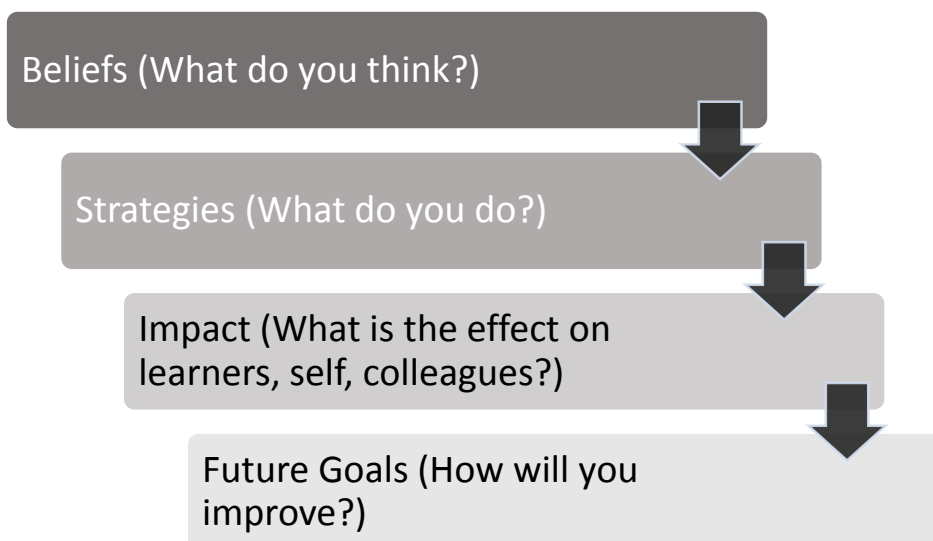 Beliefs (What do you think?)
Strategies (What do you do?)
Impact (What is the effect on
learners, self, colleagues?)
Future Goals (How will you
improve?)